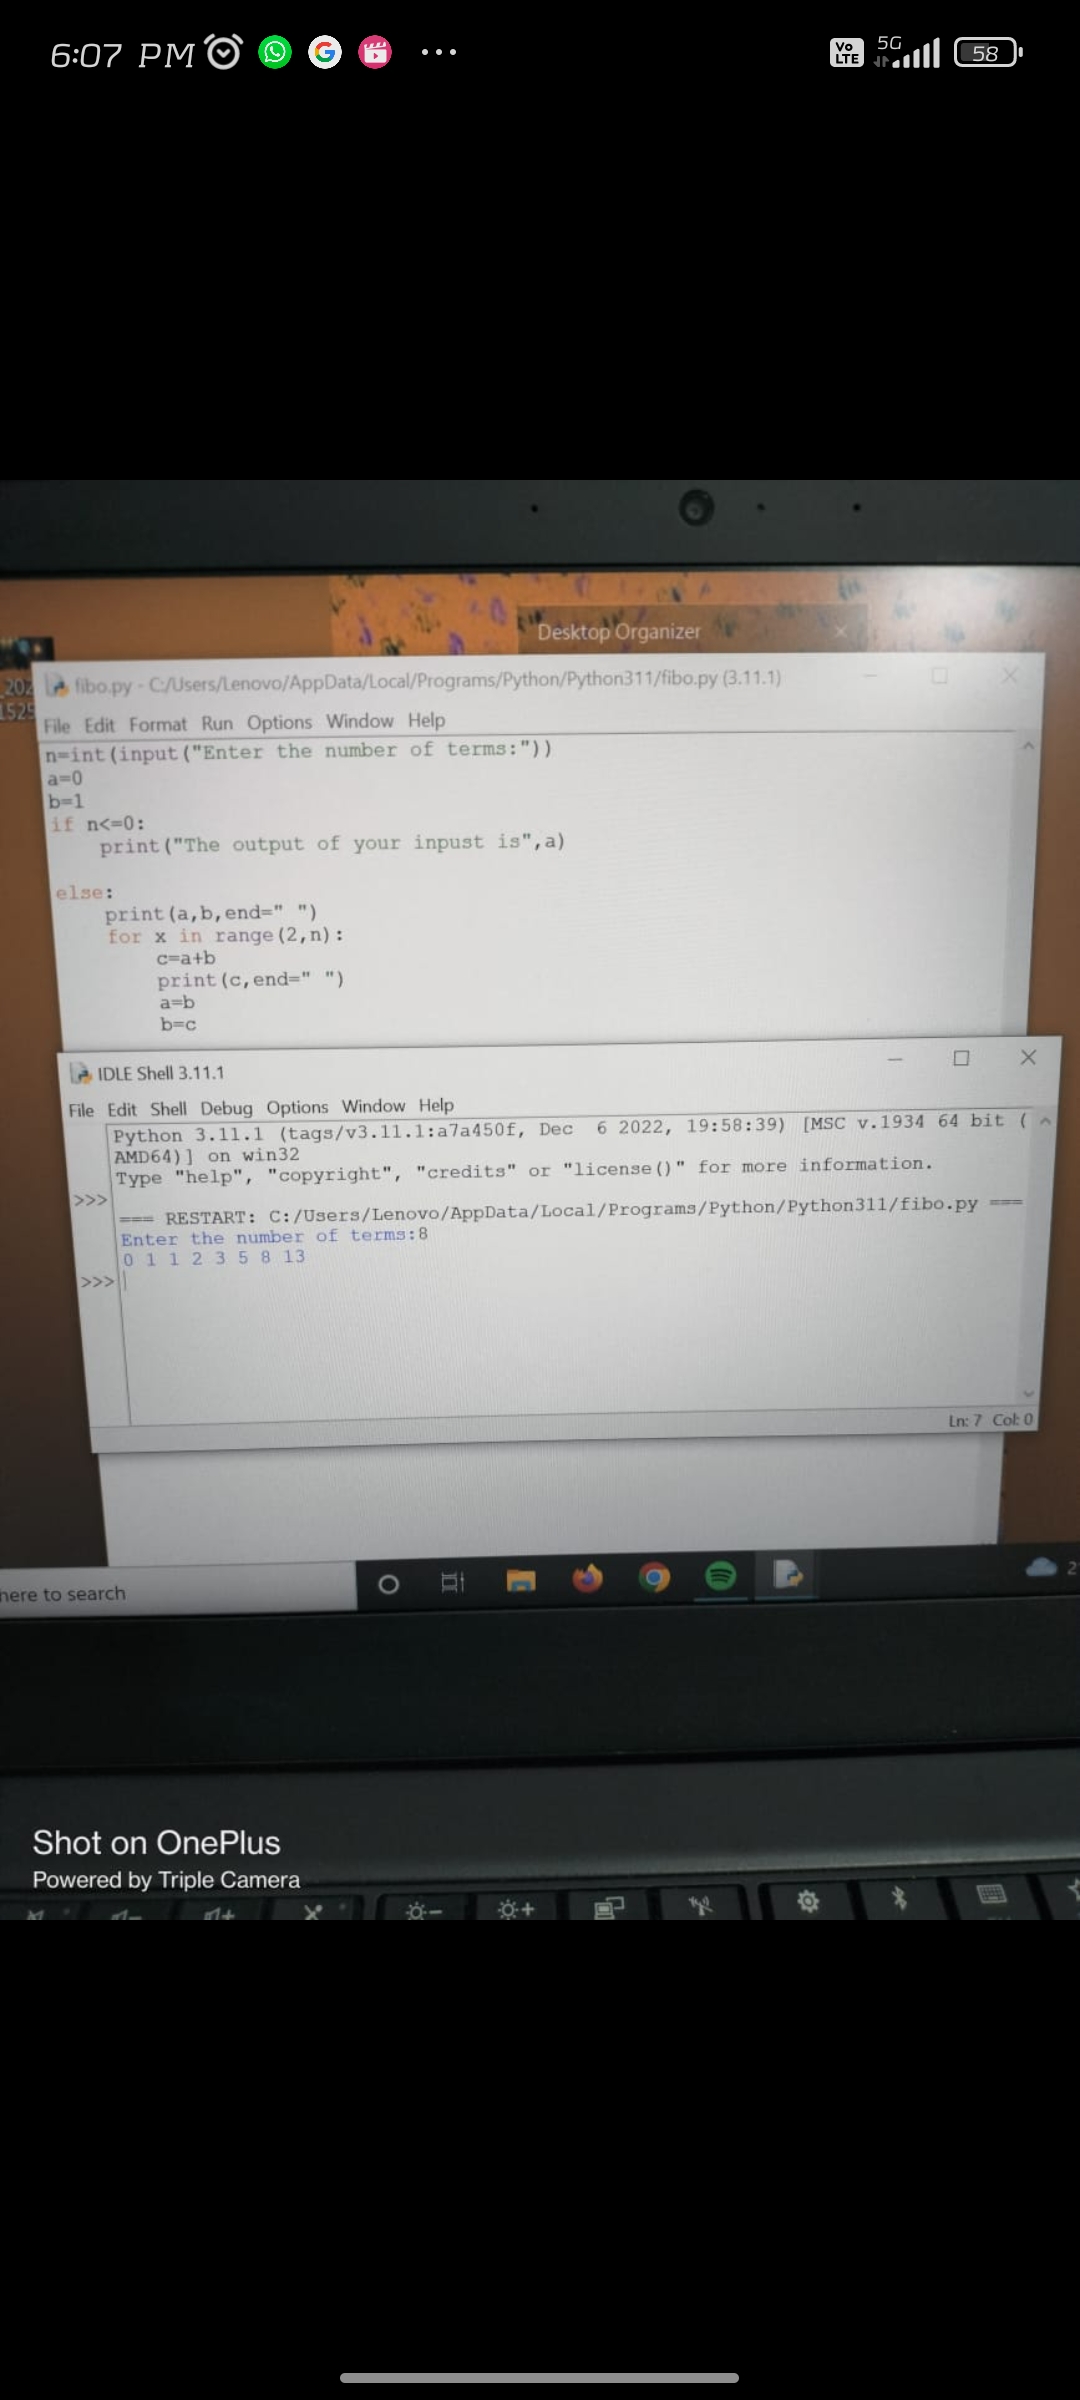 6:07 PM
Vo LTE 5G 58
Desktop Organizer
fibo.py - C:/Users/Lenovo/AppData/Local/Programs/Python/Python311/fibo.py (3.11.1)
File Edit Format Run Options Window Help
n=int(input("Enter the number of terms:"))
a=0
b=1
if n<=0:
    print("The output of your inpust is",a)
else:
    print(a,b,end=" ")
    for x in range(2,n):
        c=a+b
        print(c,end=" ")
        a=b
        b=c
IDLE Shell 3.11.1
File Edit Shell Debug Options Window Help
Python 3.11.1 (tags/v3.11.1:a7a450f, Dec  6 2022, 19:58:39) [MSC v.1934 64 bit (
AMD64)] on win32
Type "help", "copyright", "credits" or "license()" for more information.
>>>
=== RESTART: C:/Users/Lenovo/AppData/Local/Programs/Python/Python311/fibo.py ===
Enter the number of terms:8
0 1 1 2 3 5 8 13
>>>
Ln: 7 Col: 0
here to search
Shot on OnePlus
Powered by Triple Camera